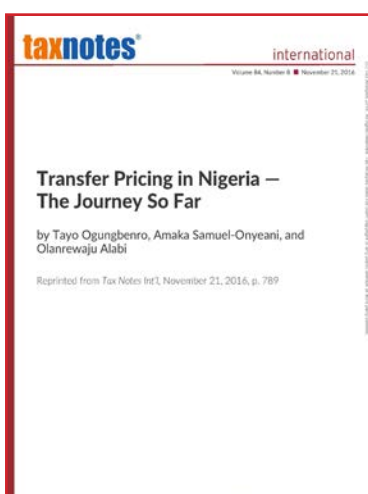 taxnotes®
international
Volume 84, Number 8 ■ November 21, 2016
Transfer Pricing in Nigeria —
The Journey So Far
by Tayo Ogungbenro, Amaka Samuel-Onyeani, and
Olanrewaju Alabi
Reprinted from Tax Notes Int'l, November 21, 2016, p. 789